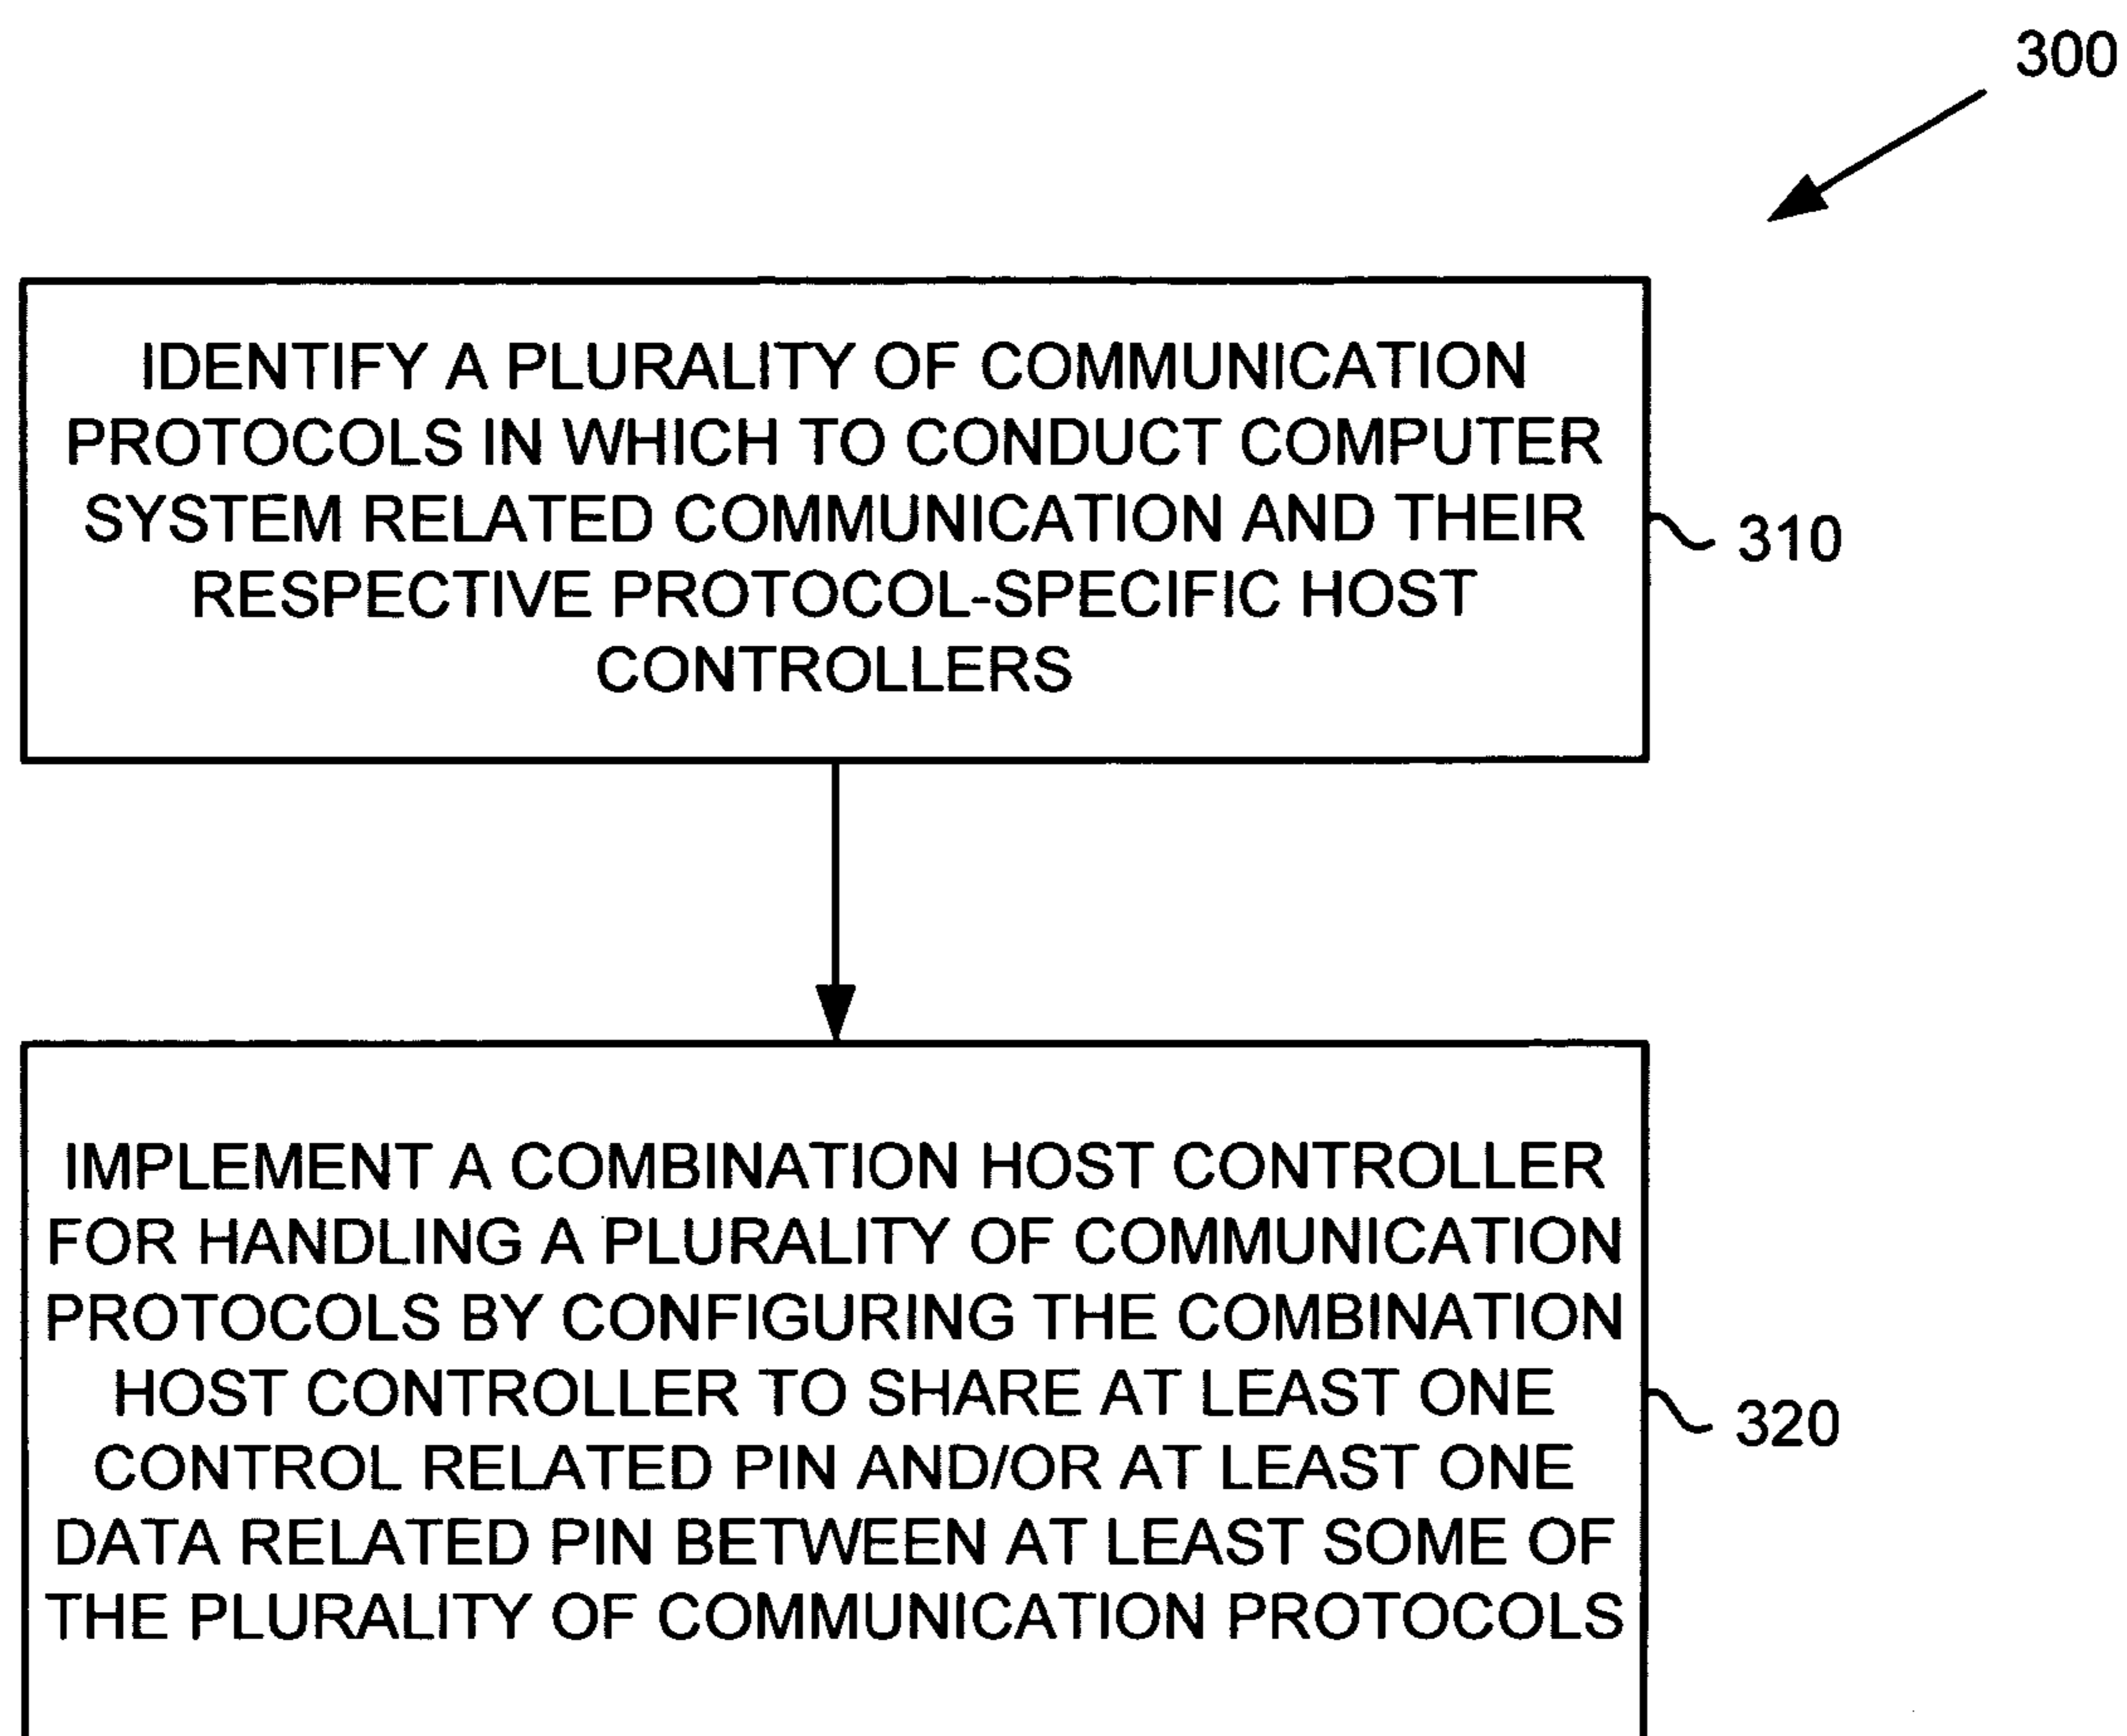 300
IDENTIFY A PLURALITY OF COMMUNICATION
PROTOCOLS IN WHICH TO CONDUCT COMPUTER
SYSTEM RELATED COMMUNICATION AND THEIR
RESPECTIVE PROTOCOL-SPECIFIC HOST
CONTROLLERS
310
IMPLEMENT A COMBINATION HOST CONTROLLER
FOR HANDLING A PLURALITY OF COMMUNICATION
PROTOCOLS BY CONFIGURING THE COMBINATION
HOST CONTROLLER TO SHARE AT LEAST ONE
CONTROL RELATED PIN AND/OR AT LEAST ONE
DATA RELATED PIN BETWEEN AT LEAST SOME OF
THE PLURALITY OF COMMUNICATION PROTOCOLS
320